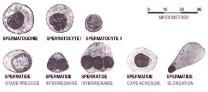 0 10 20 30
MICROMETRES
SPERMATOGONIE SPERMATOCYTE I SPERMATOCYTE II
SPERMATIDE SPERMATIDE SPERMATIDE SPERMATIDE SPERMATIDE
STADE PRECOCE INTERMEDIAIRE INTERMEDIAIRE CAPE ACROSOM. ELONGATION